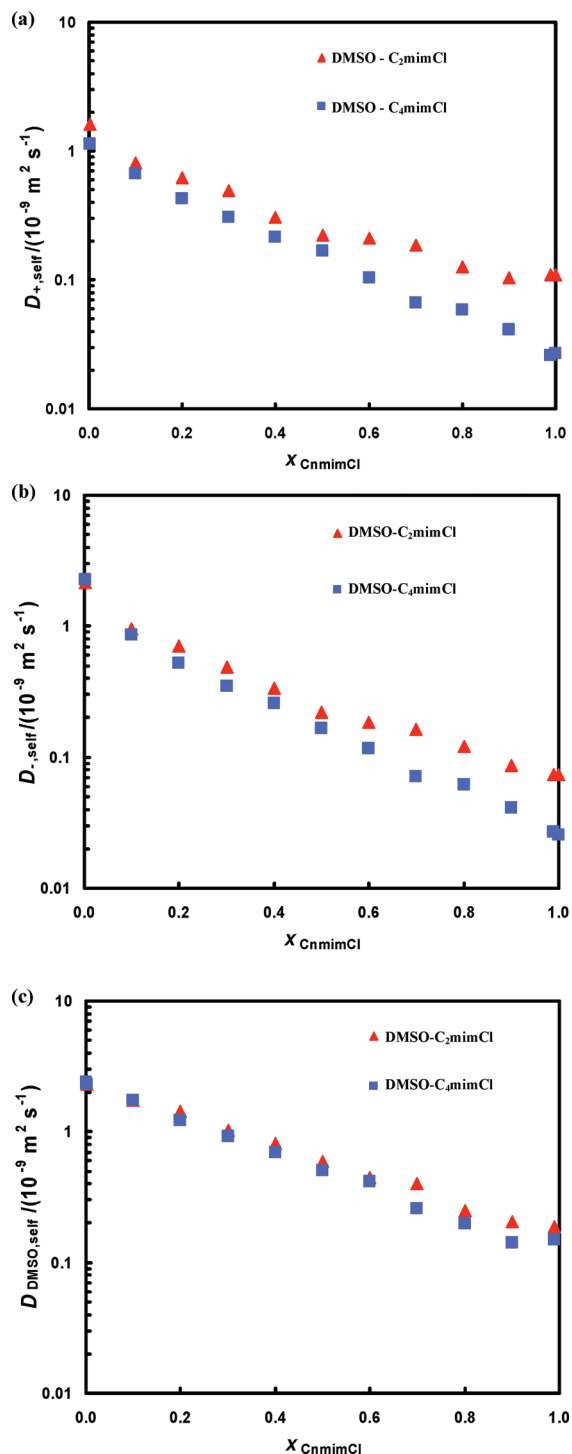 (a)
10
1
0.1
0.01
D+,self /(10⁻⁹ m² s⁻¹)
DMSO - C₂mimCl
DMSO - C₄mimCl
0.0 0.2 0.4 0.6 0.8 1.0
x CnmimCl
(b)
10
1
0.1
0.01
D-,self /(10⁻⁹ m² s⁻¹)
DMSO-C₂mimCl
DMSO-C₄mimCl
0.0 0.2 0.4 0.6 0.8 1.0
x CnmimCl
(c)
10
1
0.1
0.01
D DMSO,self /(10⁻⁹ m² s⁻¹)
DMSO-C₂mimCl
DMSO-C₄mimCl
0.0 0.2 0.4 0.6 0.8 1.0
x CnmimCl